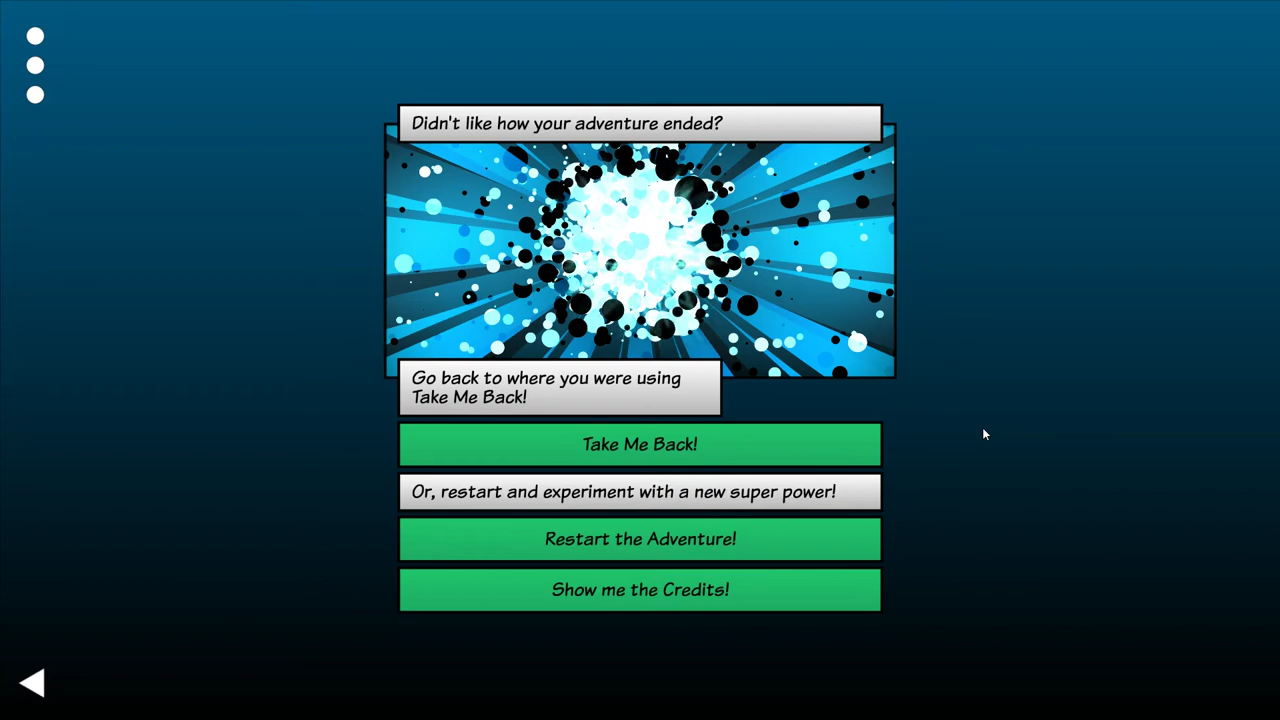 Didn't like how your adventure ended?
Go back to where you were using
Take Me Back!
Take Me Back!
Or, restart and experiment with a new super power!
Restart the Adventure!
Show me the Credits!